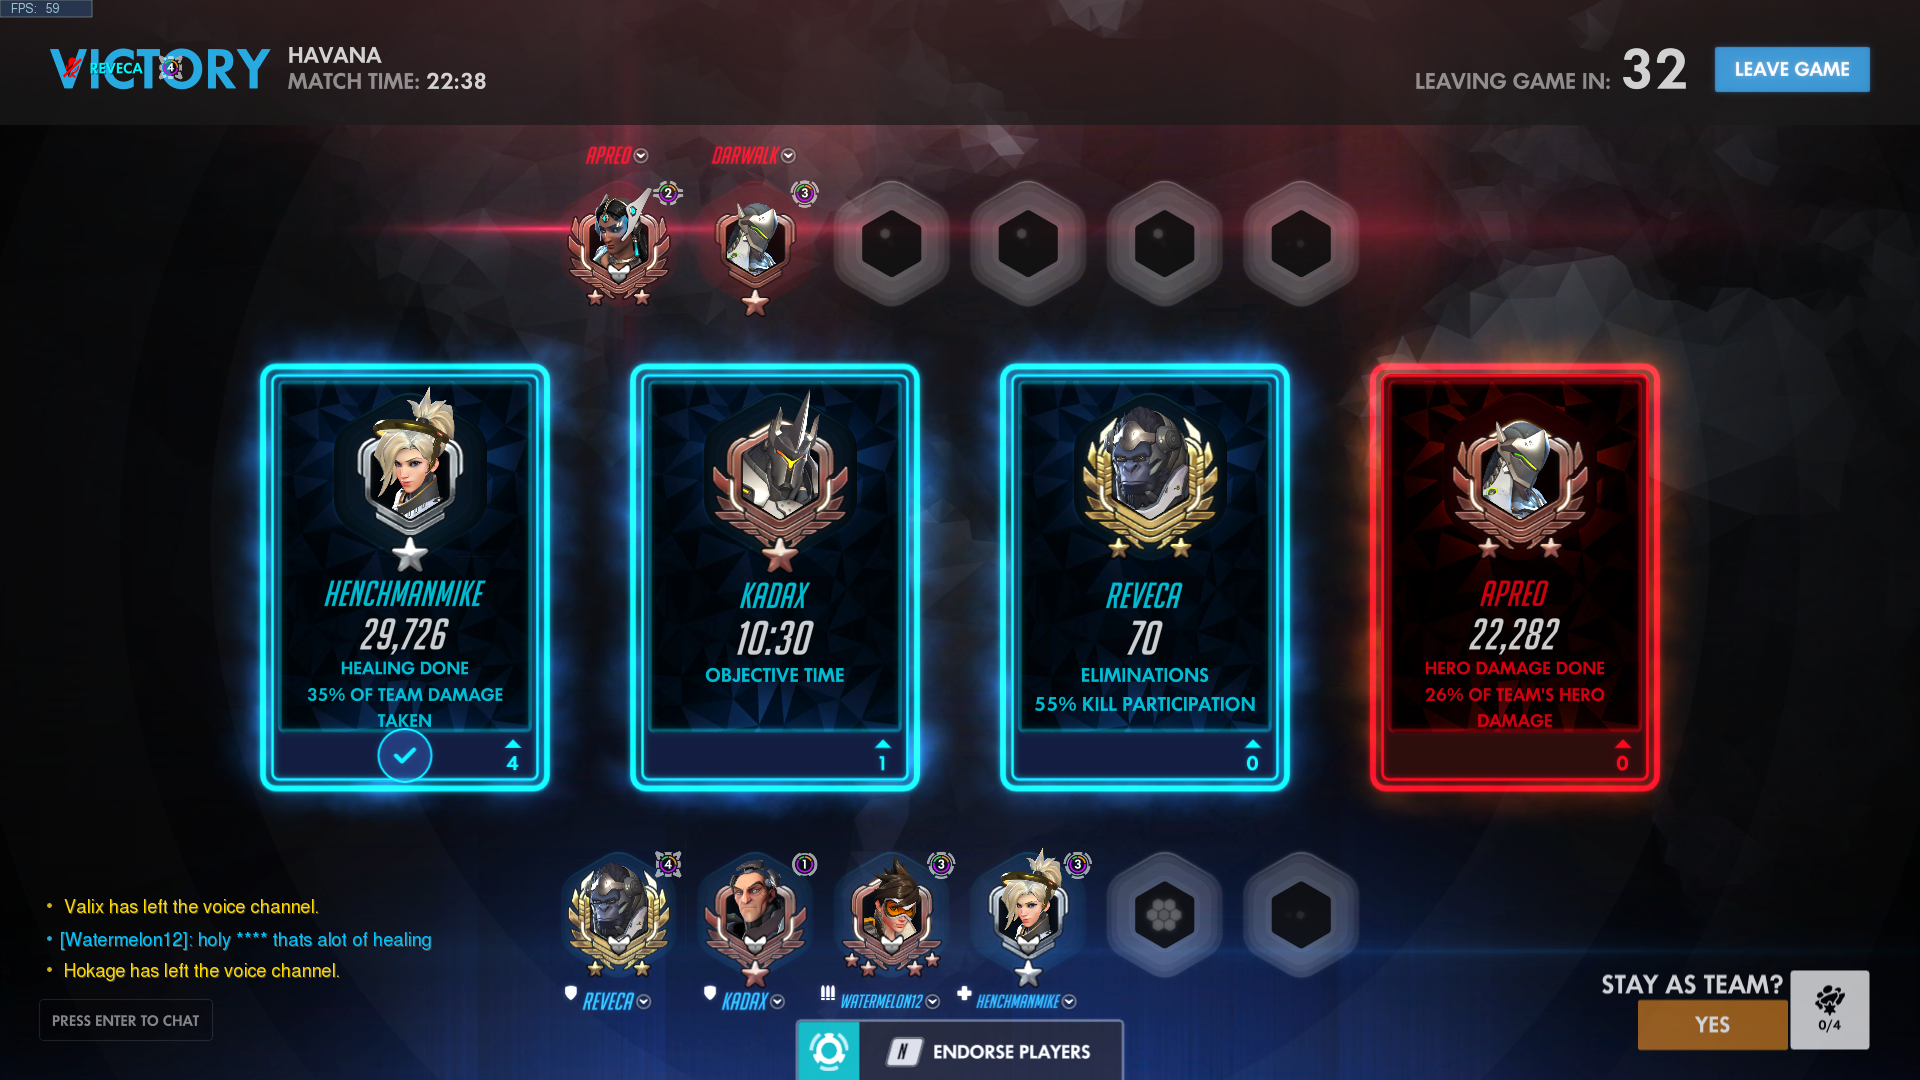 FPS: 59
VICTORY
REVECA 4
HAVANA
MATCH TIME: 22:38
LEAVING GAME IN: 32
LEAVE GAME
APREO
DARWALK
2
3
HENCHMANMIKE
29,726
HEALING DONE
35% OF TEAM DAMAGE
TAKEN
4
KADAX
10:30
OBJECTIVE TIME
1
REVECA
70
ELIMINATIONS
55% KILL PARTICIPATION
0
APREO
22,282
HERO DAMAGE DONE
26% OF TEAM'S HERO
DAMAGE
0
4
1
3
3
• Valix has left the voice channel.
• [Watermelon12]: holy **** thats alot of healing
• Hokage has left the voice channel.
PRESS ENTER TO CHAT
REVECA
KADAX
WATERMELON12
HENCHMANMIKE
N ENDORSE PLAYERS
STAY AS TEAM?
YES
0/4